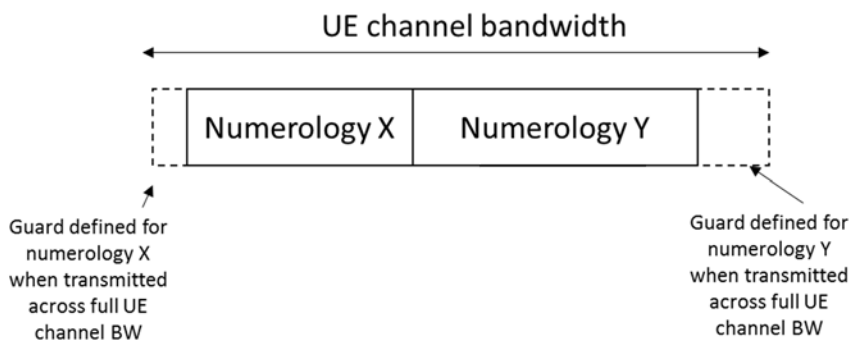 UE channel bandwidth
Numerology X
Numerology Y
Guard defined for
numerology X
when transmitted
across full UE
channel BW
Guard defined for
numerology Y
when transmitted
across full UE
channel BW